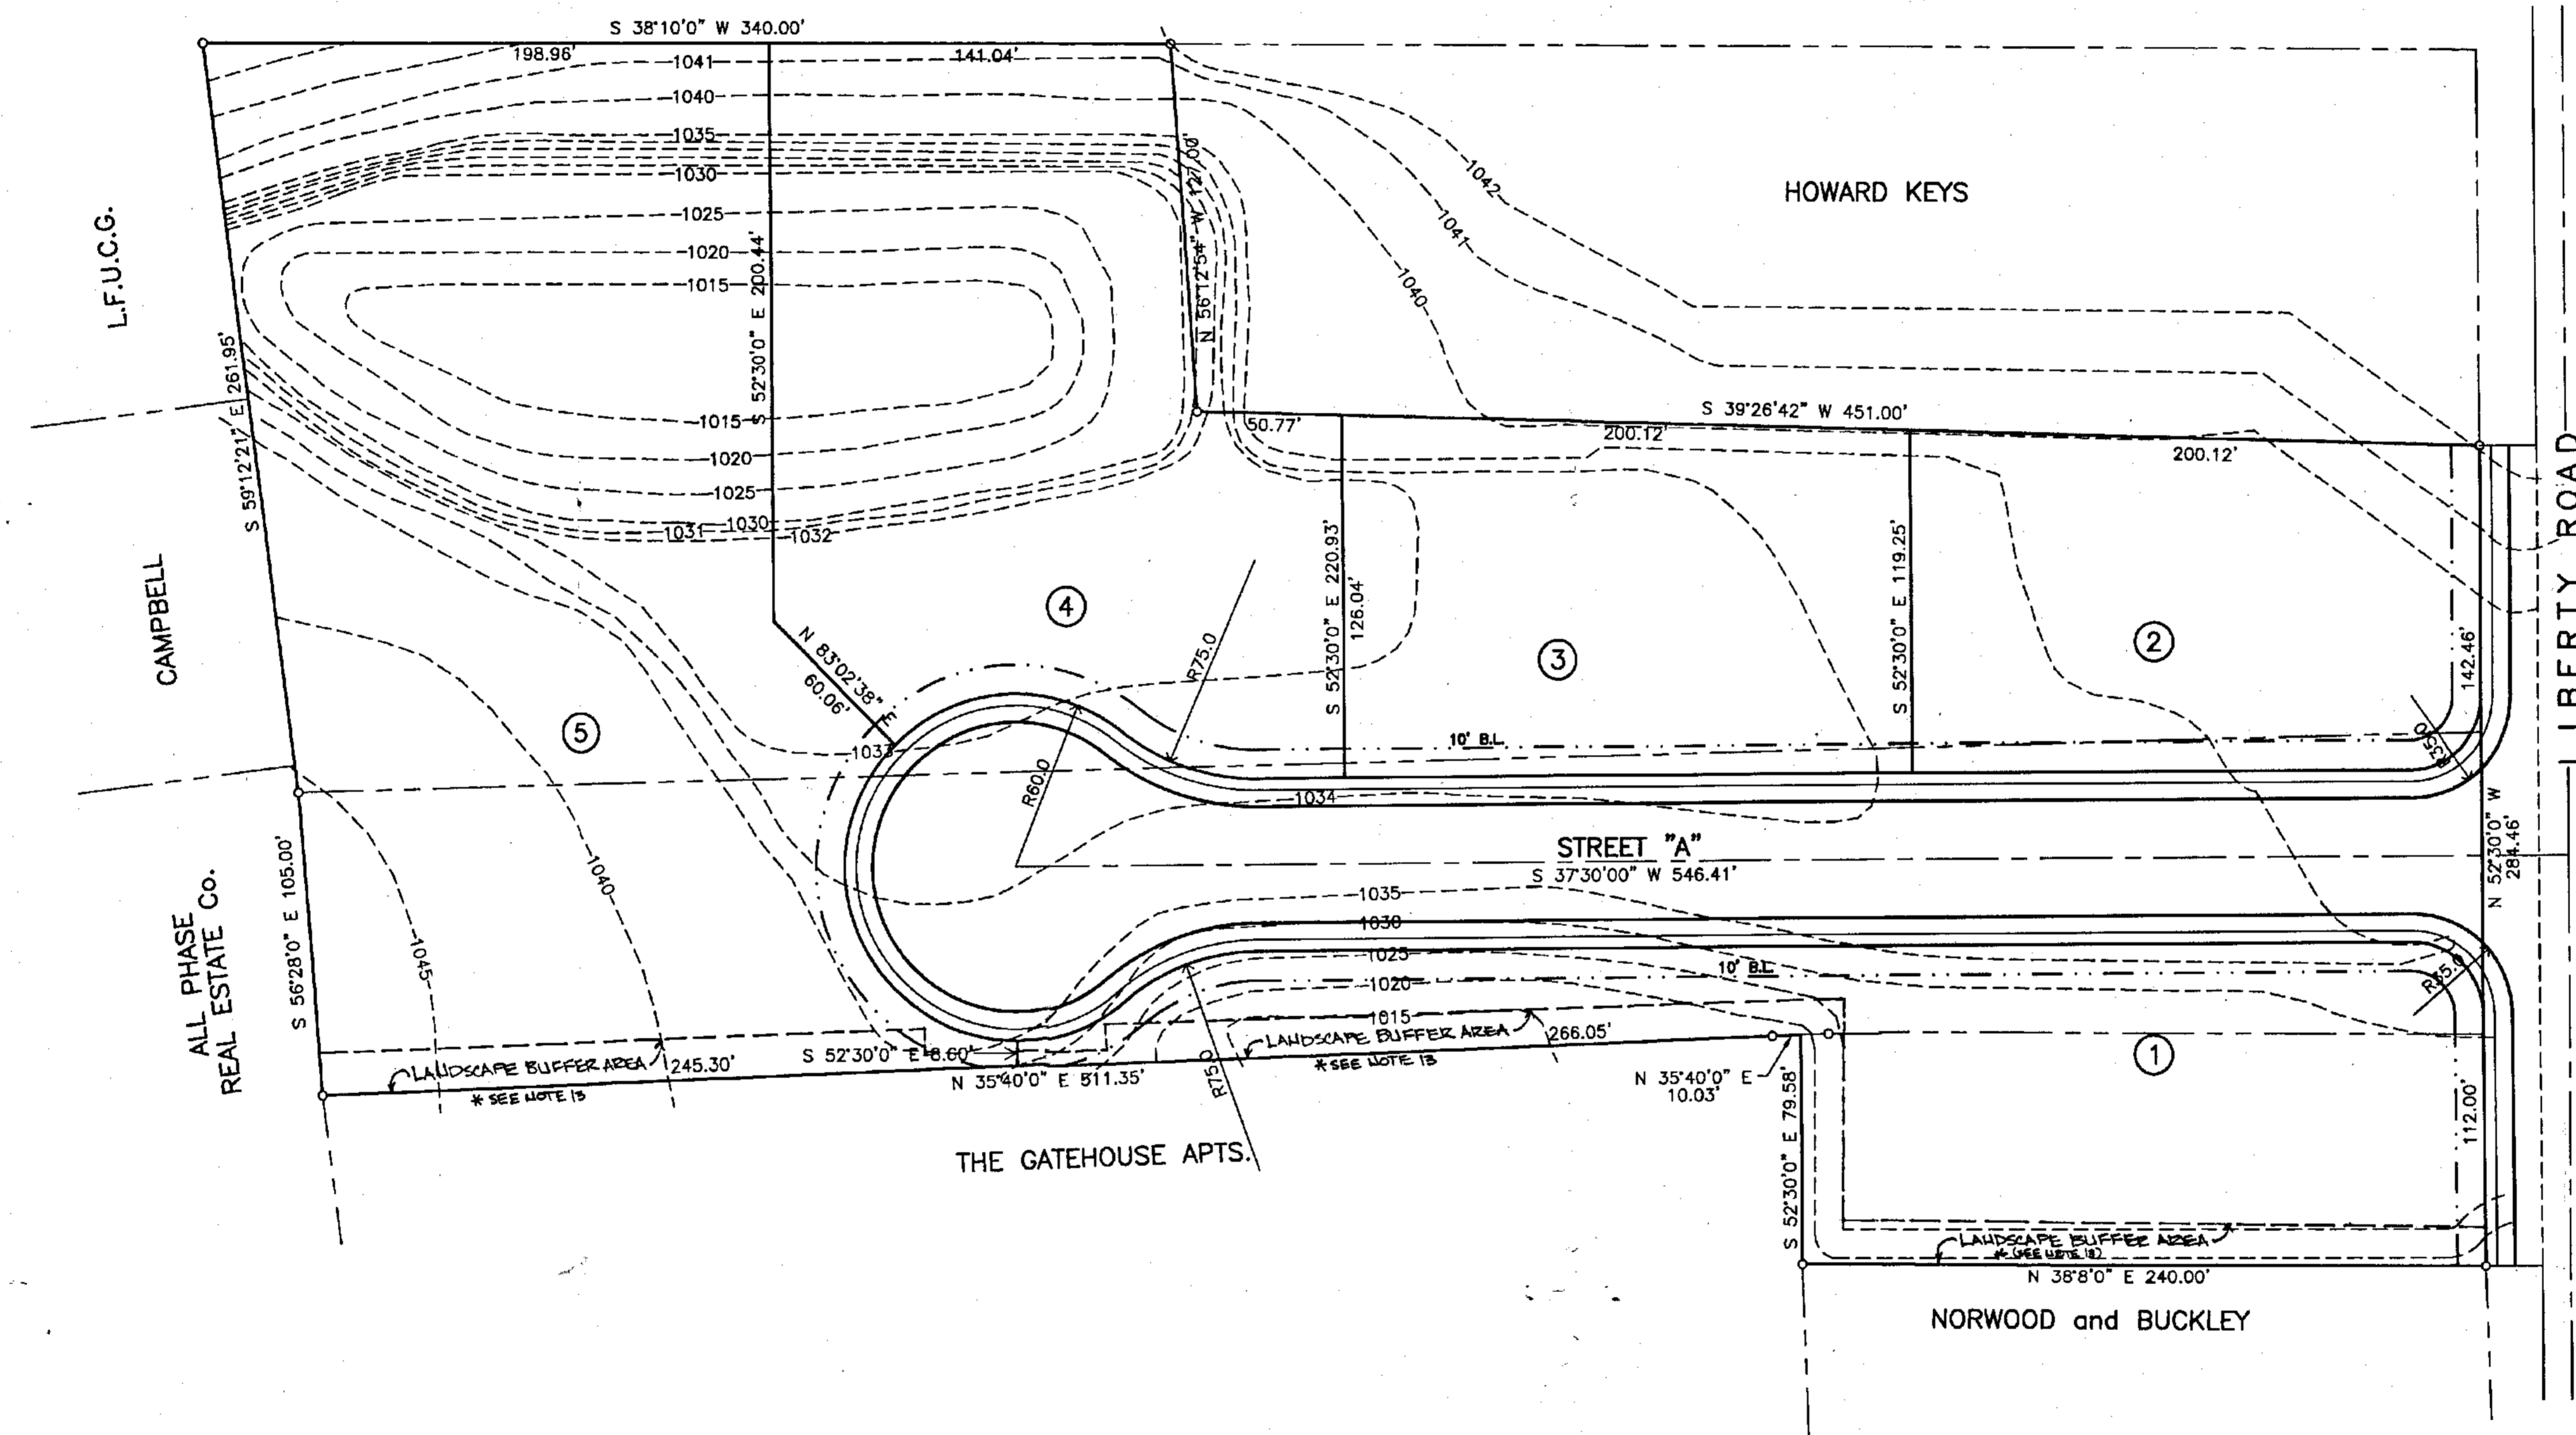 S 38°10'0" W 340.00'
198.96'
141.04'
1041
1040
1035
1030
1025
1020
1015
1015
1020
1025
1030
1031
1032
S 52°30'0" E 200.44'
N 56°12'54" W 127.00'
1042
1041
1040
HOWARD KEYS
L.F.U.C.G.
S 59°12'21" E 261.95'
CAMPBELL
50.77'
S 39°26'42" W 451.00'
200.12'
200.12'
LIBERTY ROAD
4
3
2
5
1
S 52°30'0" E 220.93'
126.04'
S 52°30'0" E 119.25'
142.46'
N 83°02'38" E
60.06'
R75.0
R60.0
1033
10' B.L.
R35.0
1034
STREET "A"
S 37°30'00" W 546.41'
N 52°30'0" W
284.46'
1035
1030
1025
1020
1015
10' B.L.
R35.0
1040
1045
ALL PHASE
REAL ESTATE Co.
S 56°28'0" E 105.00'
LANDSCAPE BUFFER AREA
* SEE NOTE 13
245.30'
S 52°30'0" E 8.60'
N 35°40'0" E 511.35'
R75.0
LANDSCAPE BUFFER AREA
* SEE NOTE 13
266.05'
N 35°40'0" E
10.03'
S 52°30'0" E 79.58'
112.00'
THE GATEHOUSE APTS.
LANDSCAPE BUFFER AREA
* (SEE NOTE 13)
N 38°8'0" E 240.00'
NORWOOD and BUCKLEY